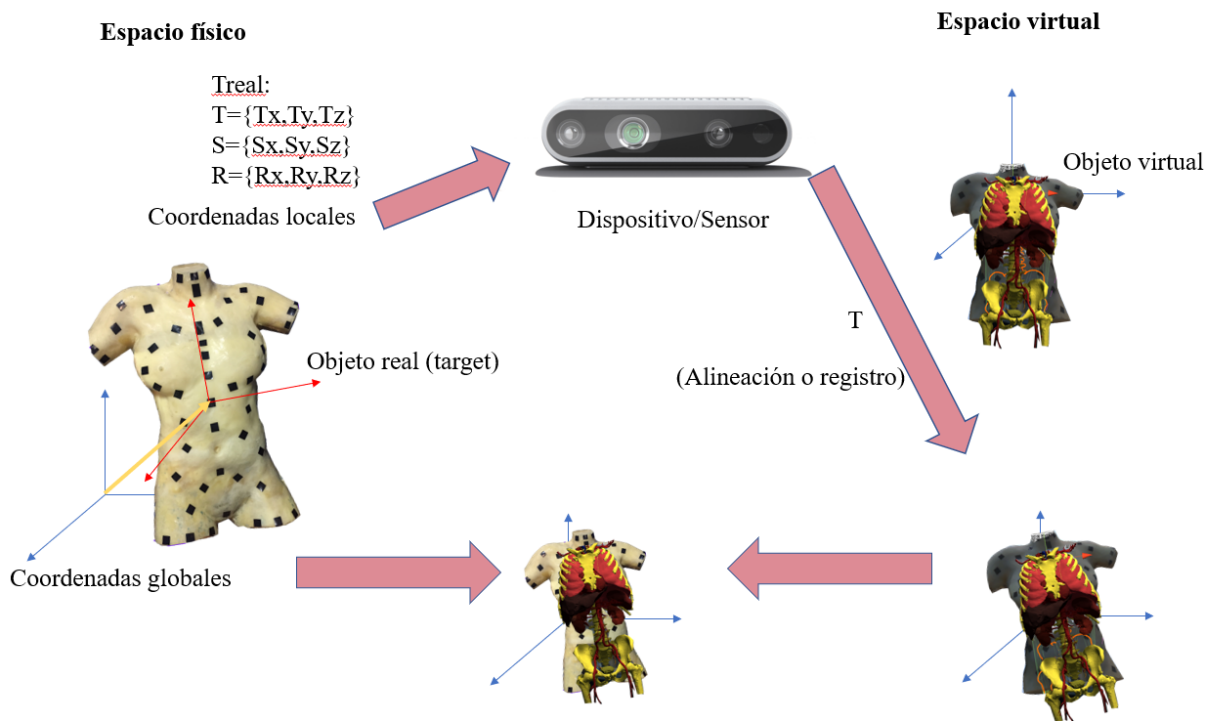 Espacio físico
Espacio virtual
Treal:
T={Tx,Ty,Tz}
S={Sx,Sy,Sz}
R={Rx,Ry,Rz}
Coordenadas locales
Dispositivo/Sensor
Objeto virtual
Objeto real (target)
T
(Alineación o registro)
Coordenadas globales